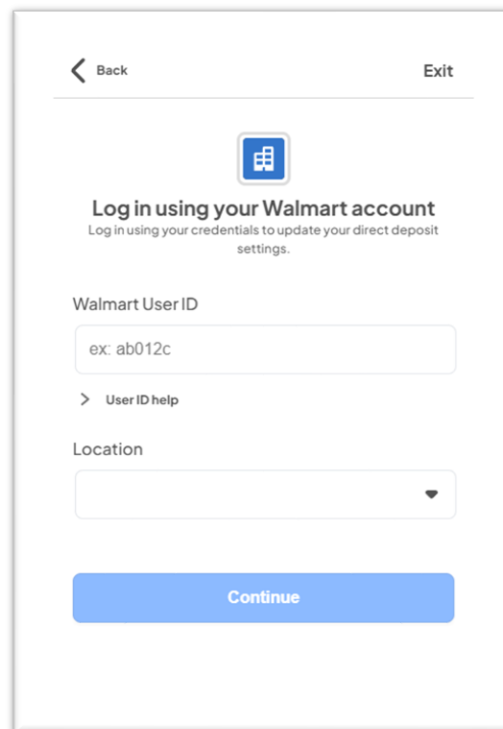 Back
Exit
Log in using your Walmart account
Log in using your credentials to update your direct deposit
settings.
Walmart User ID
ex: ab012c
User ID help
Location
Continue